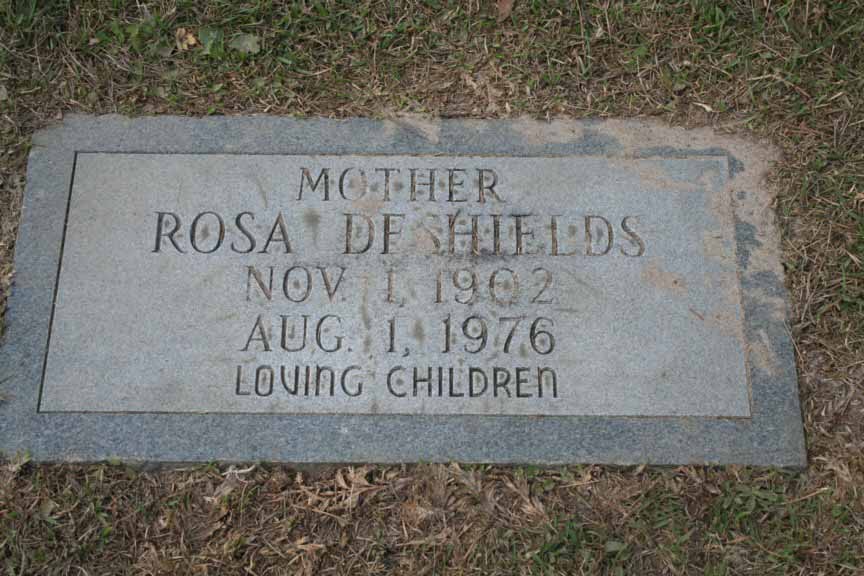 MOTHER
ROSA DESHIELDS
NOV. 1, 1902
AUG. 1, 1976
LOVING CHILDREN